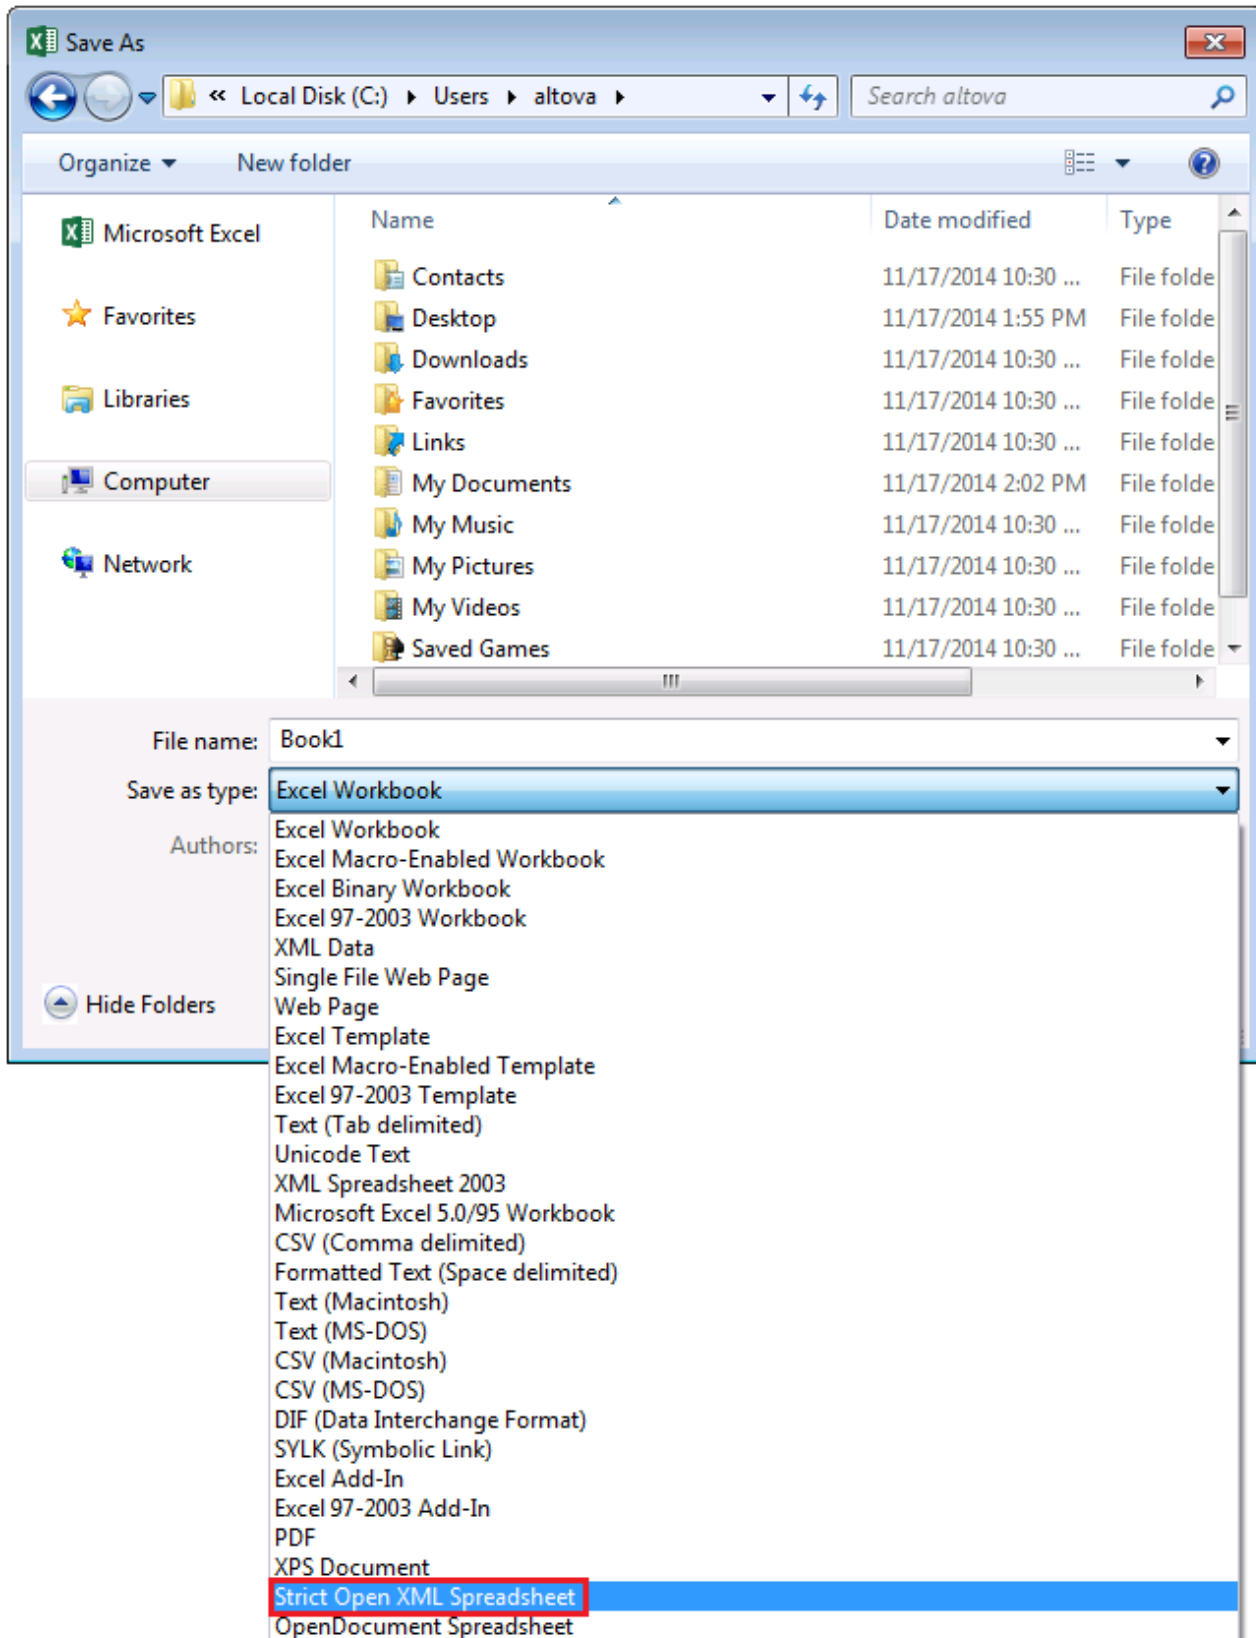 Save As
« Local Disk (C:) ▸ Users ▸ altova ▸ Search altova
Organize New folder
Name Date modified Type
Microsoft Excel
Favorites
Libraries
Computer
Network
Contacts 11/17/2014 10:30 ... File folde
Desktop 11/17/2014 1:55 PM File folde
Downloads 11/17/2014 10:30 ... File folde
Favorites 11/17/2014 10:30 ... File folde
Links 11/17/2014 10:30 ... File folde
My Documents 11/17/2014 2:02 PM File folde
My Music 11/17/2014 10:30 ... File folde
My Pictures 11/17/2014 10:30 ... File folde
My Videos 11/17/2014 10:30 ... File folde
Saved Games 11/17/2014 10:30 ... File folde
File name: Book1
Save as type: Excel Workbook
Authors:
Hide Folders
Excel Workbook
Excel Macro-Enabled Workbook
Excel Binary Workbook
Excel 97-2003 Workbook
XML Data
Single File Web Page
Web Page
Excel Template
Excel Macro-Enabled Template
Excel 97-2003 Template
Text (Tab delimited)
Unicode Text
XML Spreadsheet 2003
Microsoft Excel 5.0/95 Workbook
CSV (Comma delimited)
Formatted Text (Space delimited)
Text (Macintosh)
Text (MS-DOS)
CSV (Macintosh)
CSV (MS-DOS)
DIF (Data Interchange Format)
SYLK (Symbolic Link)
Excel Add-In
Excel 97-2003 Add-In
PDF
XPS Document
Strict Open XML Spreadsheet
OpenDocument Spreadsheet